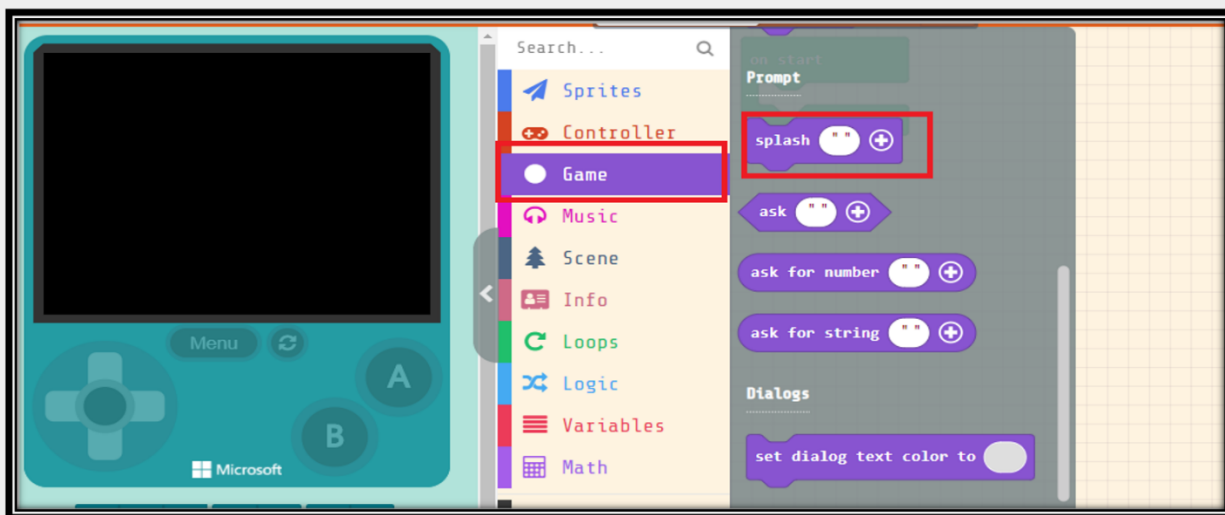 Search...
Sprites
Controller
Game
Music
Scene
Info
Loops
Logic
Variables
Math
Menu
A
B
Microsoft
on start
Prompt
splash " "
ask " "
ask for number " "
ask for string " "
Dialogs
set dialog text color to